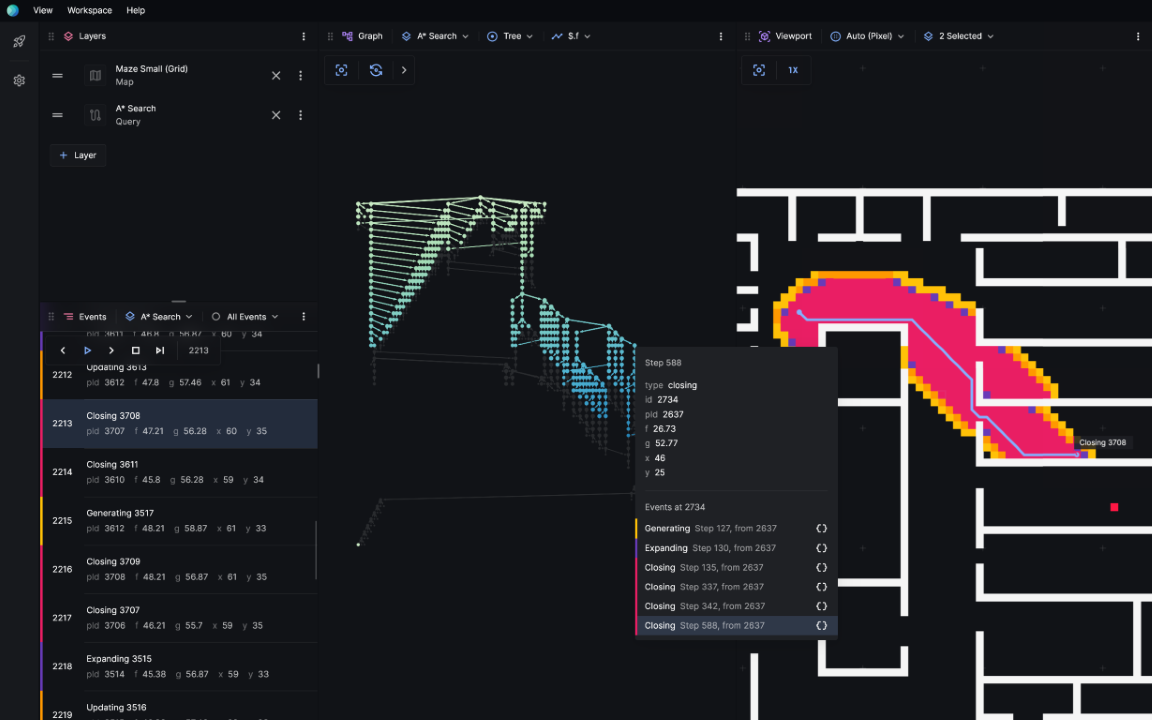 View Workspace Help
Layers
Maze Small (Grid)
Map
A* Search
Query
+ Layer
Events A* Search All Events
pid 3611 f 46.8 g 56.87 x 60 y 34
2213
2212 Updating 3613
pid 3612 f 47.8 g 57.46 x 61 y 34
2213 Closing 3708
pid 3707 f 47.21 g 56.28 x 60 y 35
2214 Closing 3611
pid 3610 f 45.8 g 56.28 x 59 y 34
2215 Generating 3517
pid 3612 f 48.21 g 58.87 x 61 y 33
2216 Closing 3709
pid 3708 f 48.21 g 56.87 x 61 y 35
2217 Closing 3707
pid 3706 f 46.21 g 55.7 x 59 y 35
2218 Expanding 3515
pid 3514 f 45.38 g 56.87 x 59 y 33
2219 Updating 3516
Graph A* Search Tree $.f
Step 588
type closing
id 2734
pid 2637
f 26.73
g 52.77
x 46
y 25
Events at 2734
Generating Step 127, from 2637 {}
Expanding Step 130, from 2637 {}
Closing Step 135, from 2637 {}
Closing Step 337, from 2637 {}
Closing Step 342, from 2637 {}
Closing Step 588, from 2637 {}
Viewport Auto (Pixel) 2 Selected
1X
Closing 3708